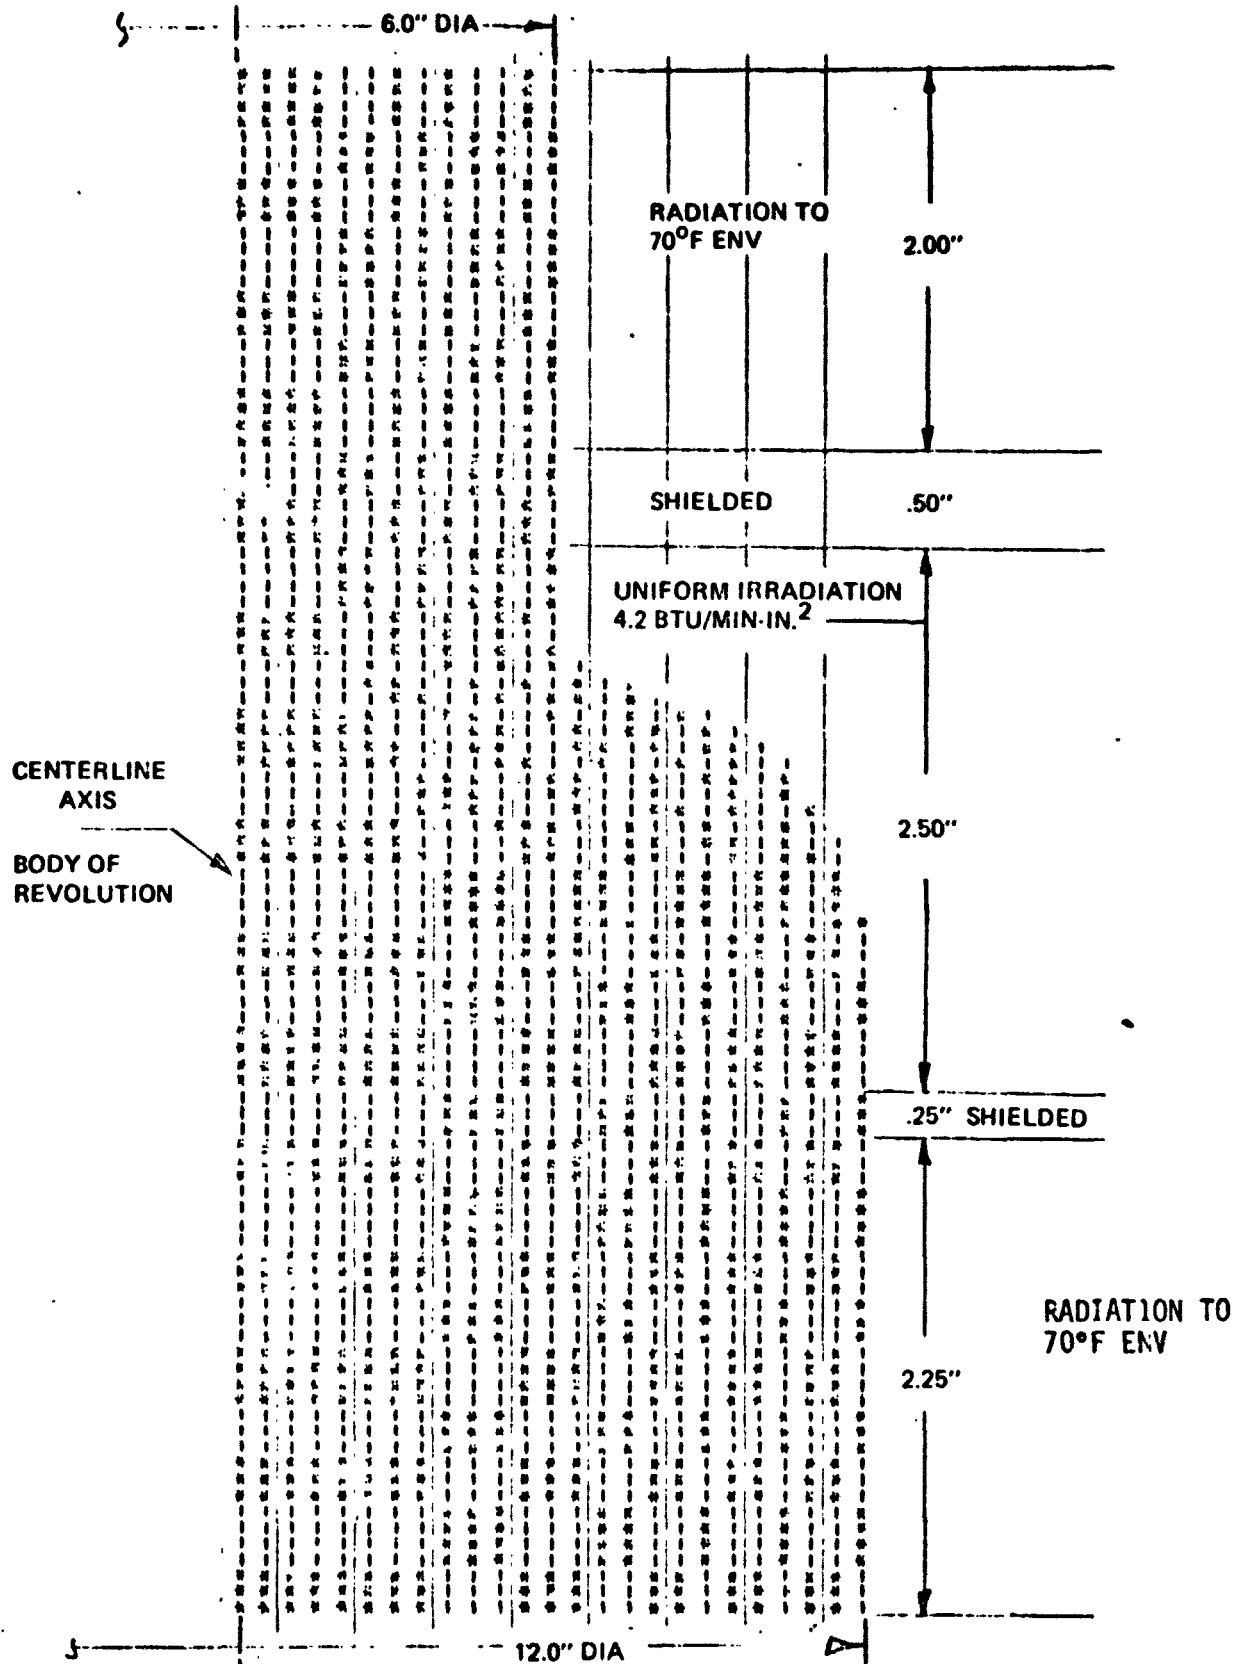 6.0" DIA
RADIATION TO
70°F ENV
2.00"
SHIELDED
.50"
UNIFORM IRRADIATION
4.2 BTU/MIN-IN.²
CENTERLINE
AXIS
BODY OF
REVOLUTION
2.50"
.25" SHIELDED
RADIATION TO
70°F ENV
2.25"
12.0" DIA